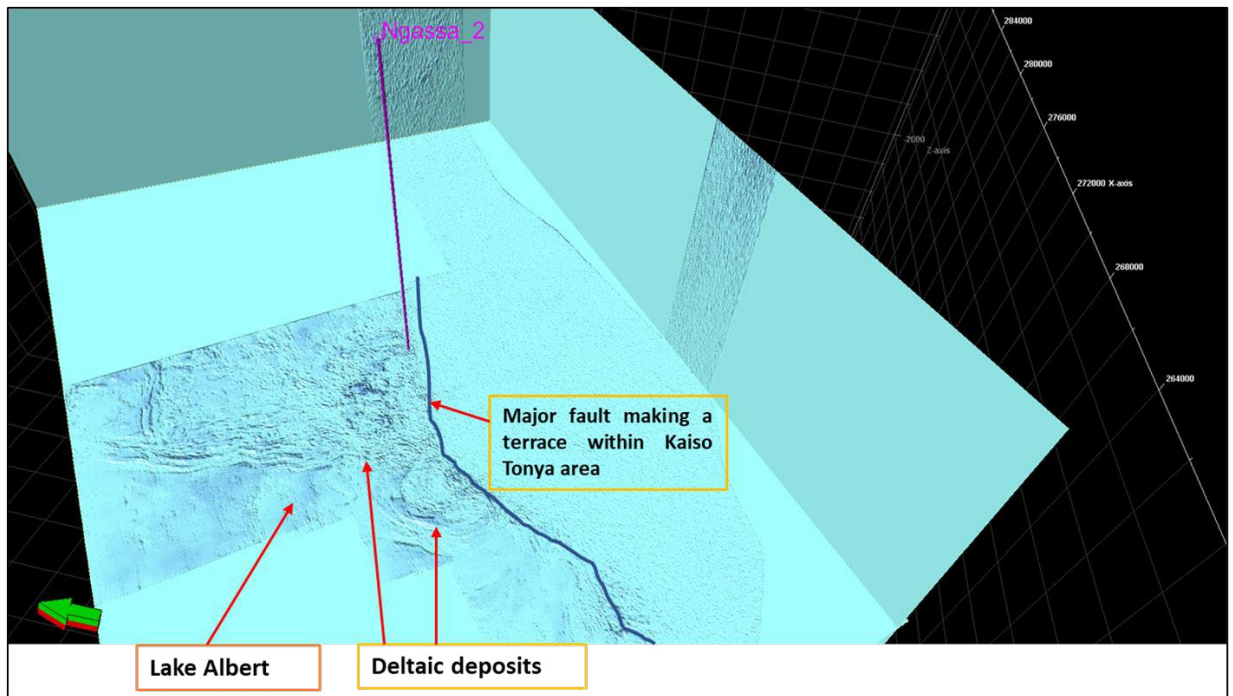 Ngassa_2
284000
280000
276000
2000
Z-axis
272000 X-axis
268000
264000
Major fault making a
terrace within Kaiso
Tonya area
Lake Albert
Deltaic deposits